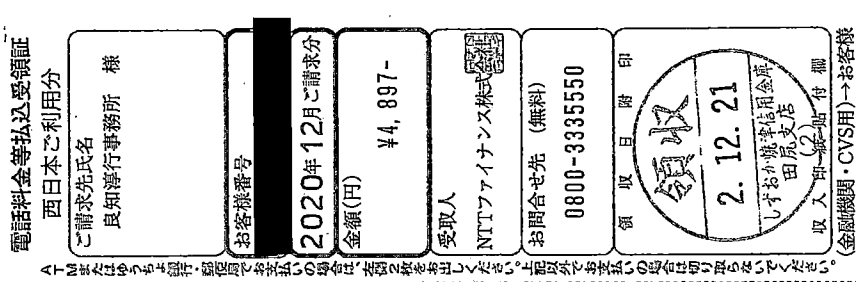 電話料金等払込受領証
西日本ご利用分
ご請求先氏名
良知淳行事務所 様
お客様番号
2020年12月ご請求分
金額(円)
¥4,897-
受取人
NTTファイナンス株式会社
お問合せ先 (無料)
0800-3335550
領収日附印
領収
2.12.21
しずおか焼津信用金庫
田尻支店
(2)
収入印紙貼付欄
(金融機関・CVS用)→お客様
ATMまたはゆうちょ銀行・郵便局でお支払いの場合は、左側2枚をお出しください。上記以外でお支払いの場合は切り取らないでください。